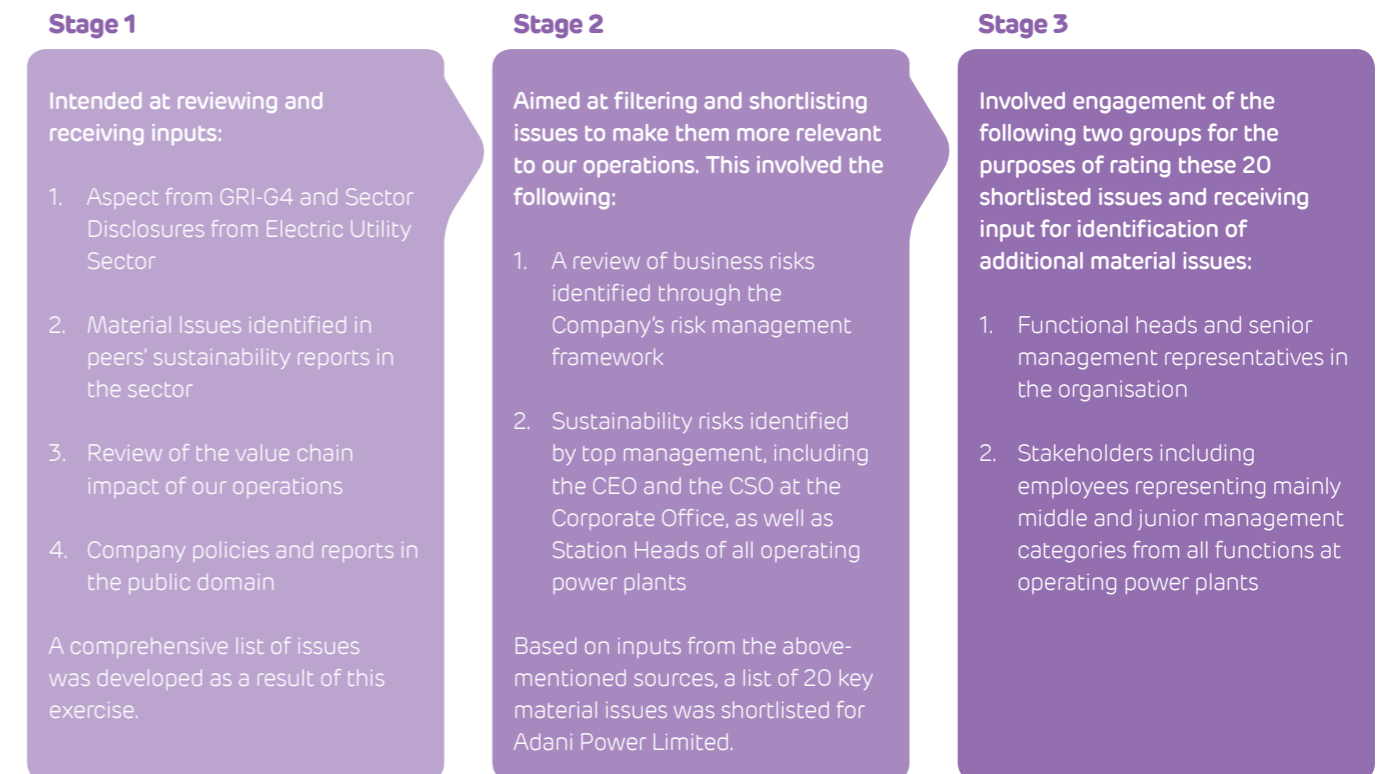 Stage 1
Intended at reviewing and
receiving inputs:
1. Aspect from GRI-G4 and Sector
Disclosures from Electric Utility
Sector
2. Material Issues identified in
peers' sustainability reports in
the sector
3. Review of the value chain
impact of our operations
4. Company policies and reports in
the public domain
A comprehensive list of issues
was developed as a result of this
exercise.
Stage 2
Aimed at filtering and shortlisting
issues to make them more relevant
to our operations. This involved the
following:
1. A review of business risks
identified through the
Company's risk management
framework
2. Sustainability risks identified
by top management, including
the CEO and the CSO at the
Corporate Office, as well as
Station Heads of all operating
power plants
Based on inputs from the above-
mentioned sources, a list of 20 key
material issues was shortlisted for
Adani Power Limited.
Stage 3
Involved engagement of the
following two groups for the
purposes of rating these 20
shortlisted issues and receiving
input for identification of
additional material issues:
1. Functional heads and senior
management representatives in
the organisation
2. Stakeholders including
employees representing mainly
middle and junior management
categories from all functions at
operating power plants